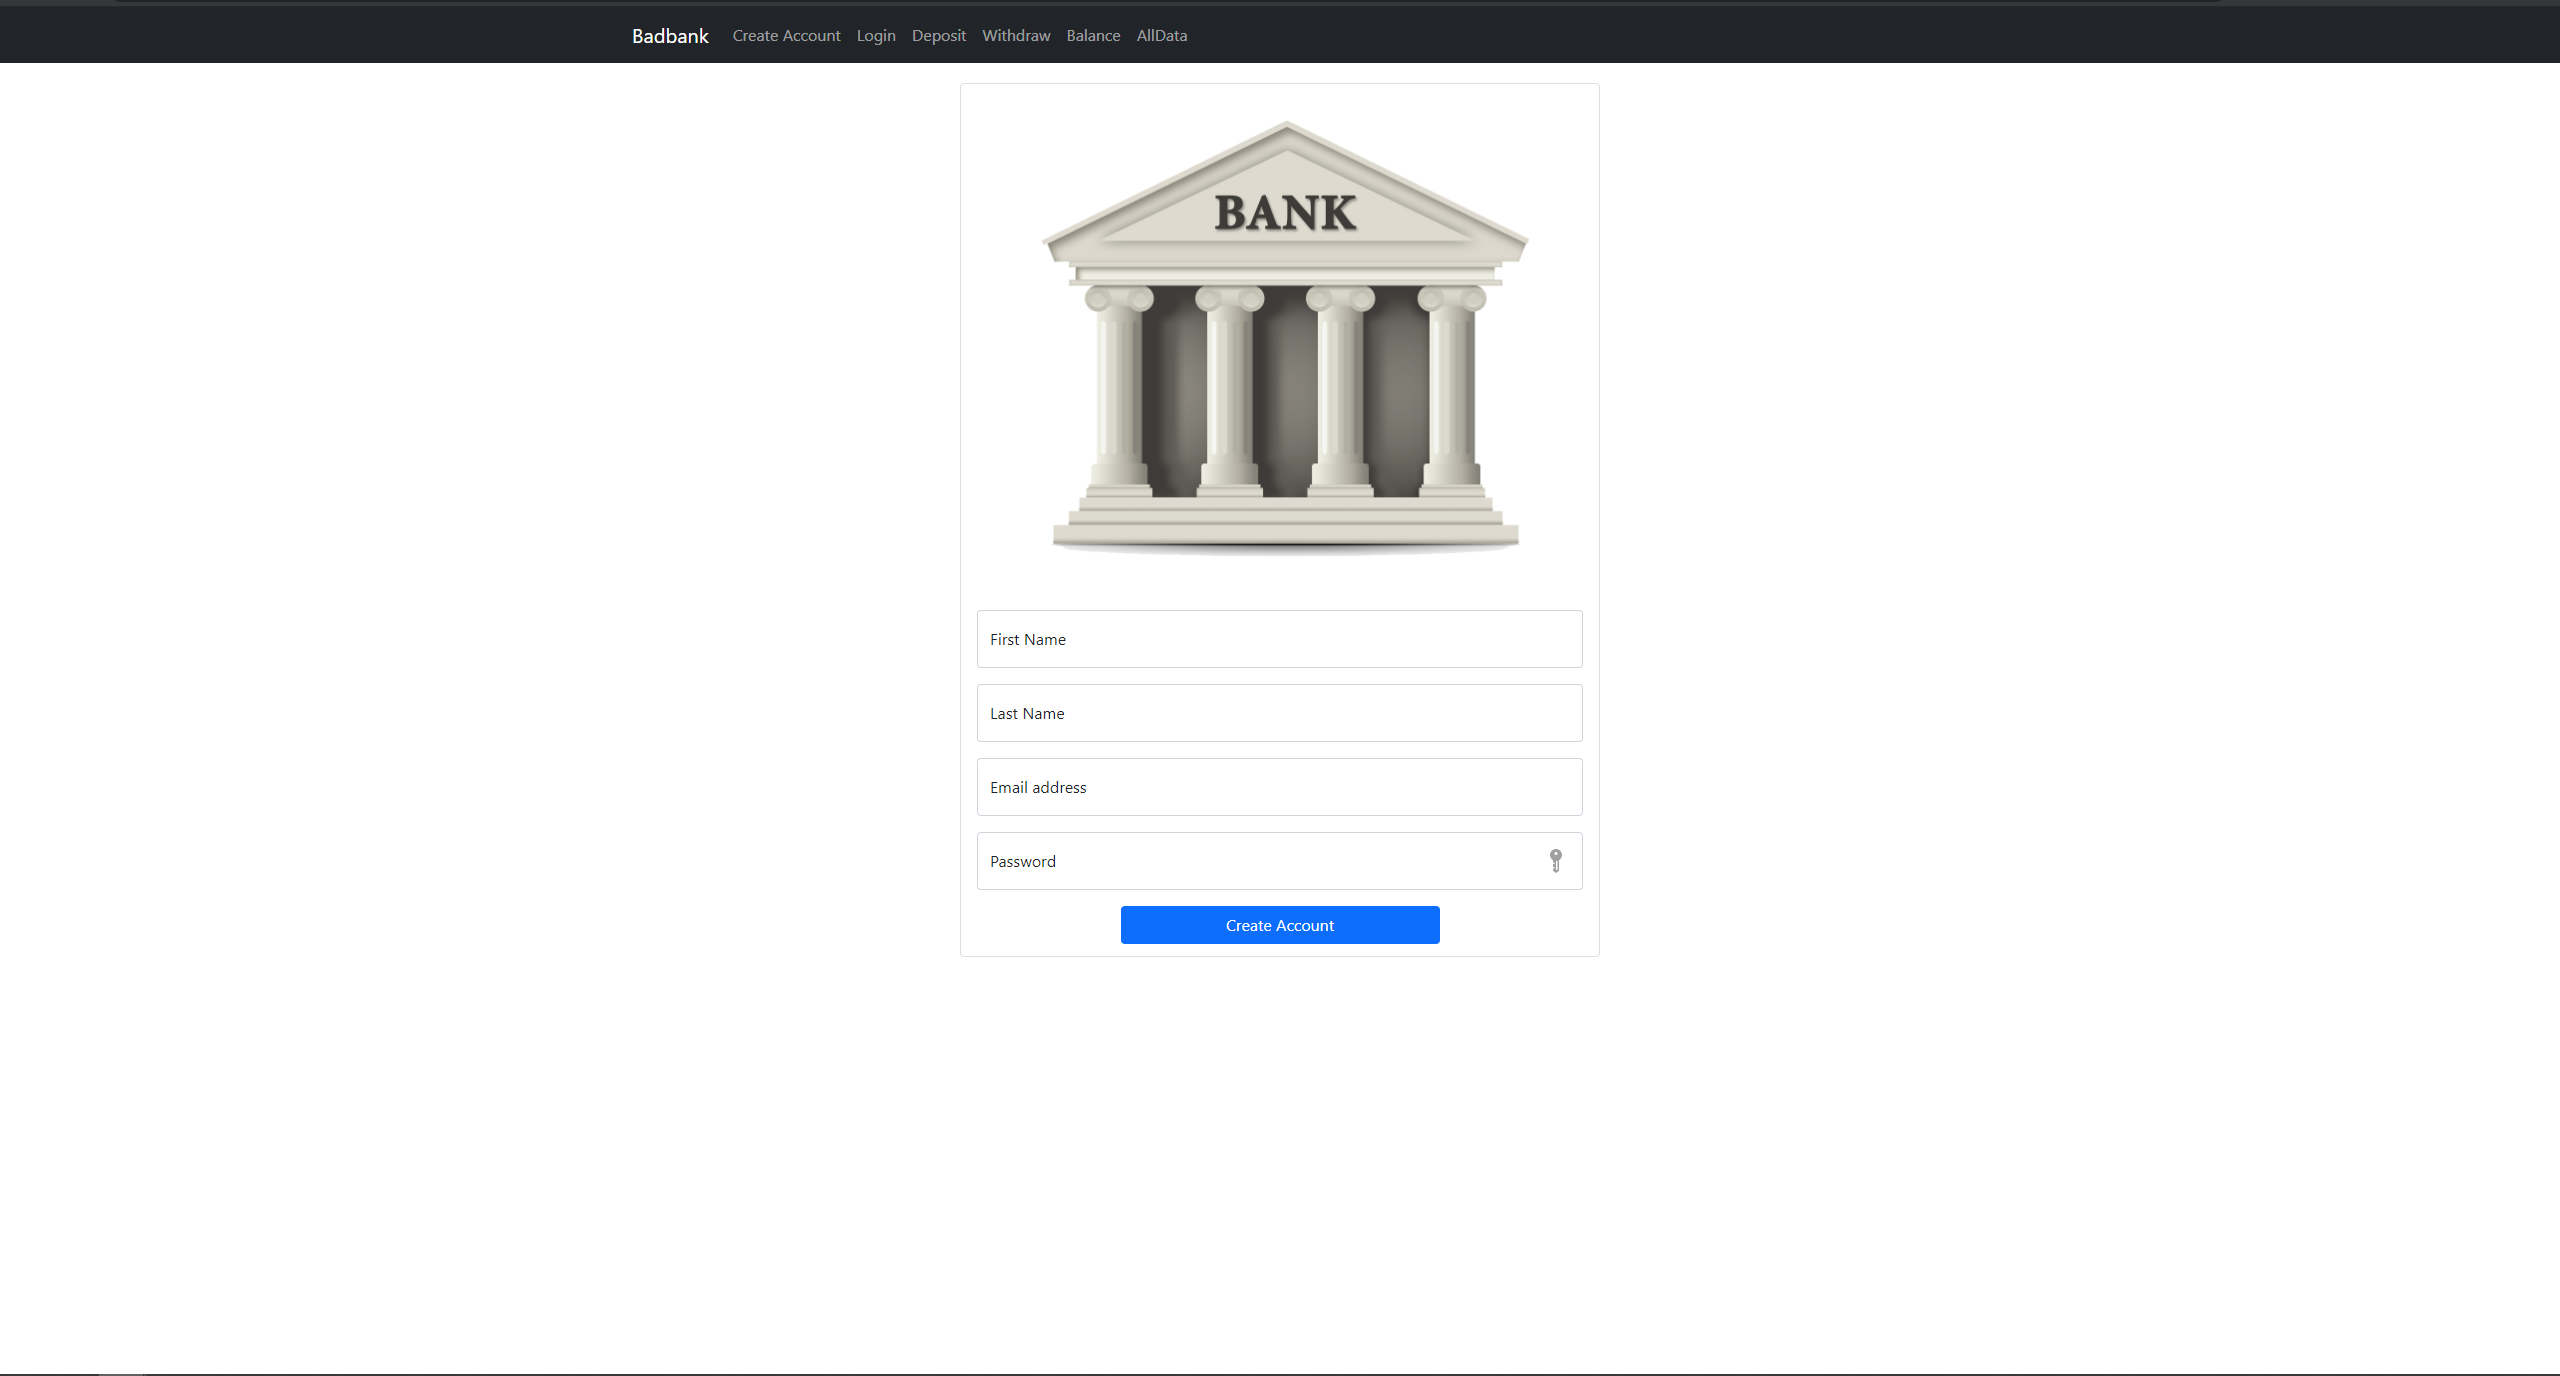 Badbank Create Account Login Deposit Withdraw Balance AllData
BANK
First Name
Last Name
Email address
Password
Create Account